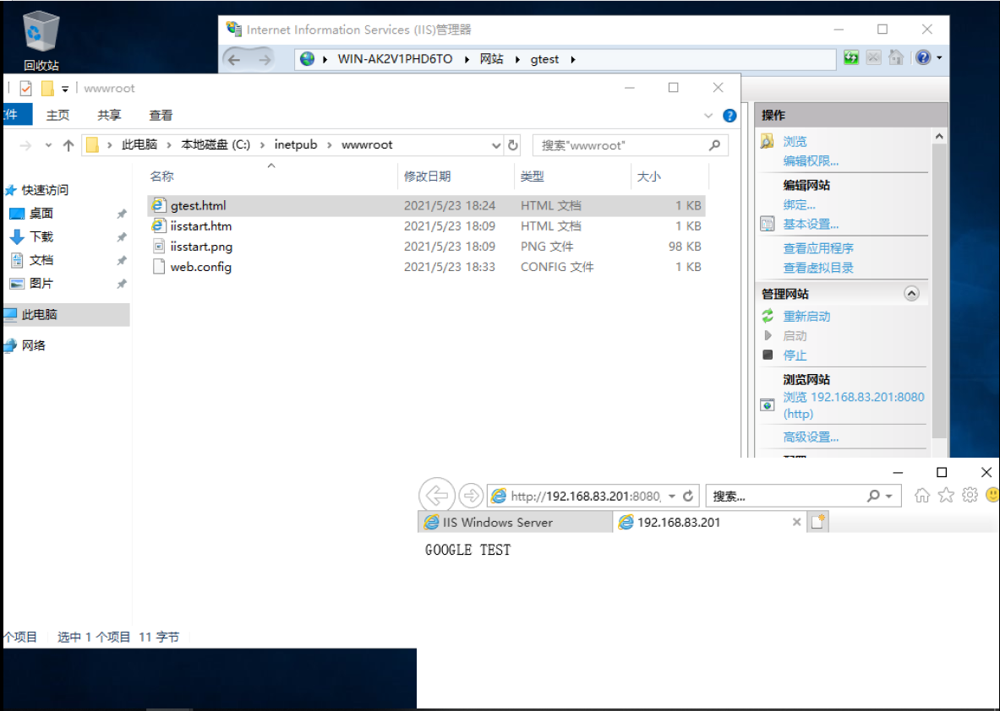 回收站
Internet Information Services (IIS)管理器
WIN-AK2V1PHD6TO 网站 gtest
wwwroot
件 主页 共享 查看
此电脑 本地磁盘 (C:) inetpub wwwroot 搜索"wwwroot"
名称 修改日期 类型 大小
快速访问
桌面
下载
文档
图片
此电脑
网络
gtest.html 2021/5/23 18:24 HTML 文档 1 KB
iisstart.htm 2021/5/23 18:09 HTML 文档 1 KB
iisstart.png 2021/5/23 18:09 PNG 文件 98 KB
web.config 2021/5/23 18:33 CONFIG 文件 1 KB
个项目 选中 1 个项目 11 字节
操作
浏览
编辑权限...
编辑网站
绑定...
基本设置...
查看应用程序
查看虚拟目录
管理网站
重新启动
启动
停止
浏览网站
浏览 192.168.83.201:8080
(http)
高级设置...
http://192.168.83.201:8080, 搜索...
IIS Windows Server 192.168.83.201
GOOGLE TEST